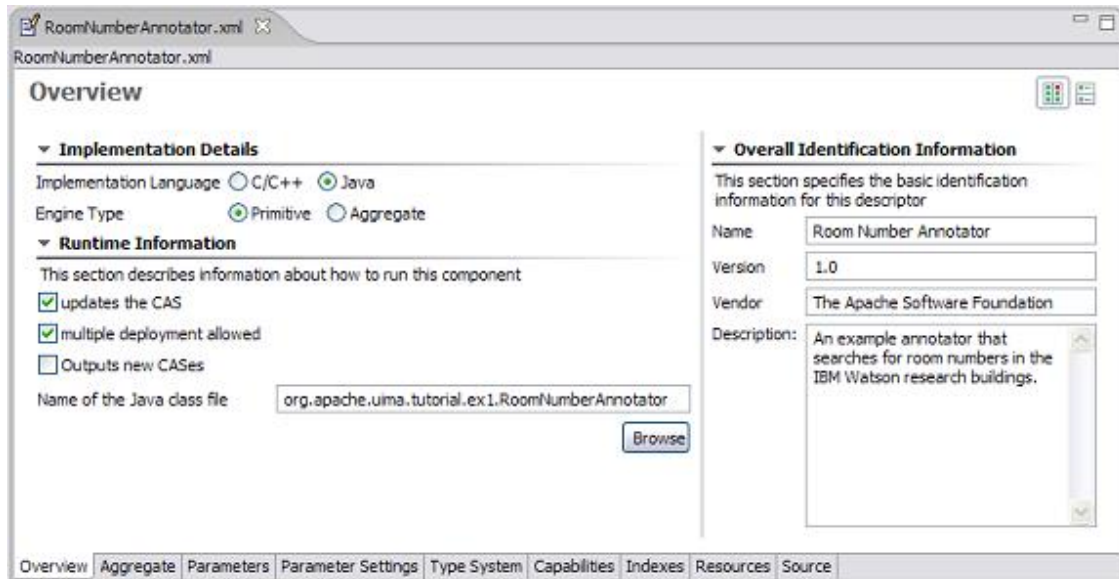 RoomNumberAnnotator.xml
RoomNumberAnnotator.xml
Overview
Implementation Details
Implementation Language C/C++ Java
Engine Type Primitive Aggregate
Runtime Information
This section describes information about how to run this component
updates the CAS
multiple deployment allowed
Outputs new CASes
Name of the Java class file org.apache.uima.tutorial.ex1.RoomNumberAnnotator
Browse
Overall Identification Information
This section specifies the basic identification
information for this descriptor
Name Room Number Annotator
Version 1.0
Vendor The Apache Software Foundation
Description: An example annotator that
searches for room numbers in the
IBM Watson research buildings.
Overview Aggregate Parameters Parameter Settings Type System Capabilities Indexes Resources Source